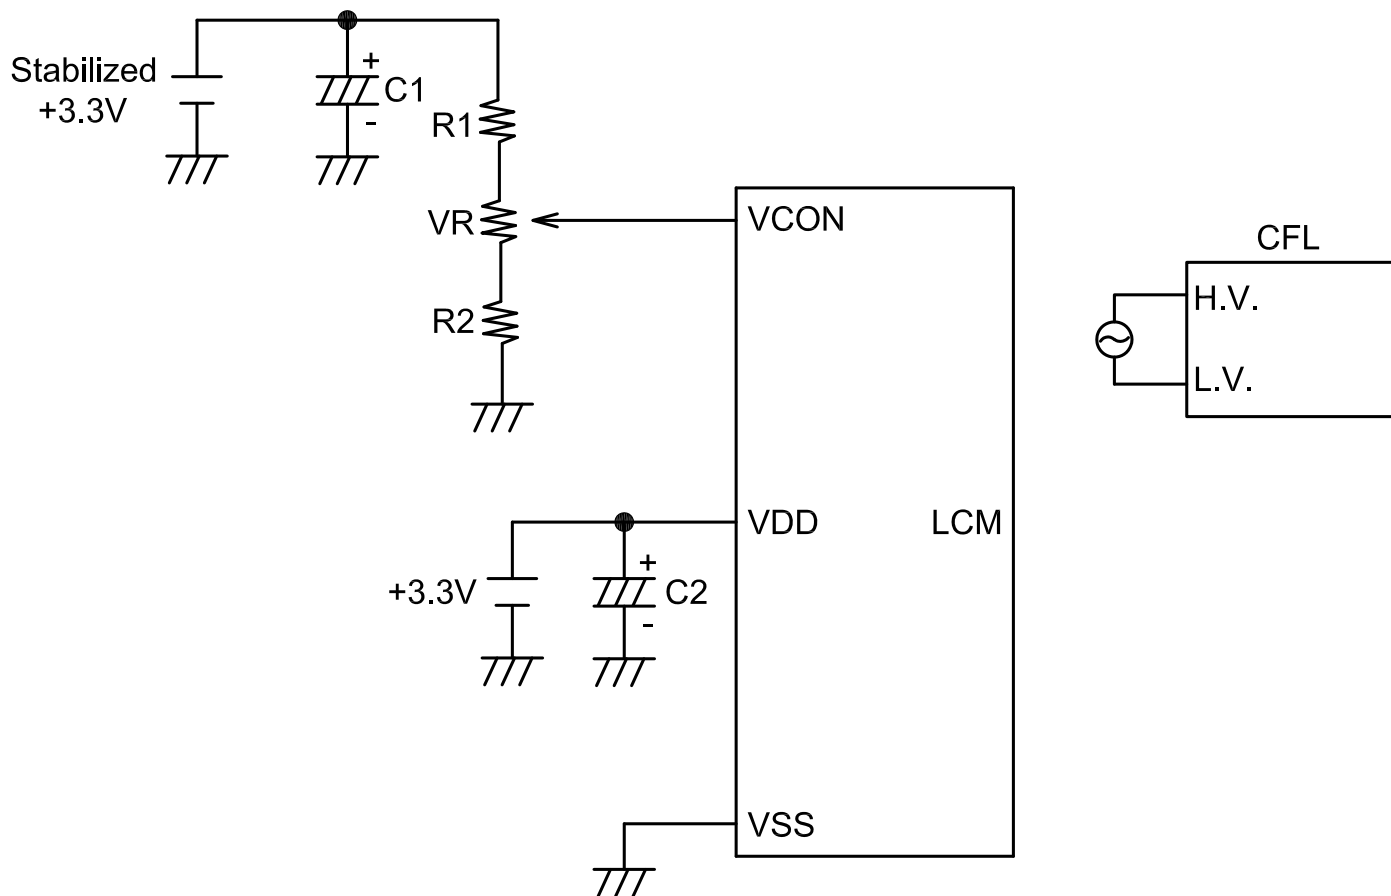 Stabilized
+3.3V
+
C1
-
R1
VR
R2
VCON
CFL
H.V.
L.V.
VDD
LCM
+3.3V
+
C2
-
VSS